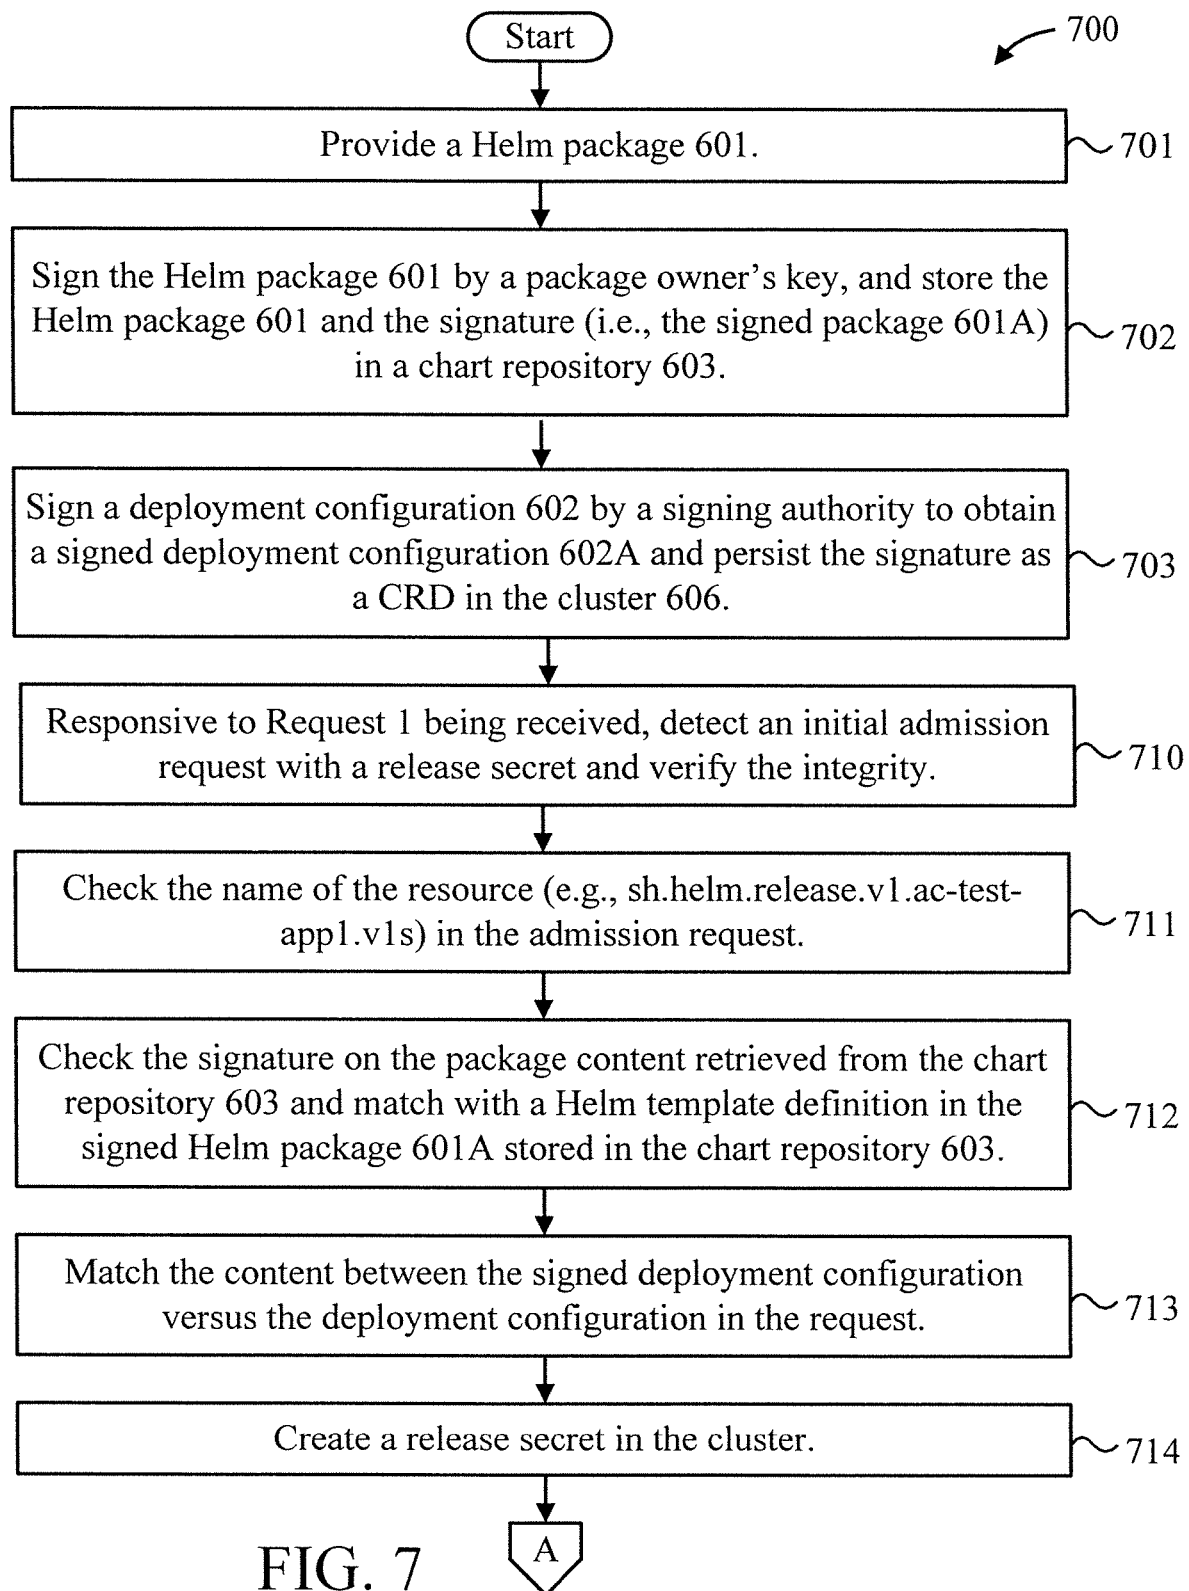 Start
700
Provide a Helm package 601.
701
Sign the Helm package 601 by a package owner's key, and store the
Helm package 601 and the signature (i.e., the signed package 601A)
in a chart repository 603.
702
Sign a deployment configuration 602 by a signing authority to obtain
a signed deployment configuration 602A and persist the signature as
a CRD in the cluster 606.
703
Responsive to Request 1 being received, detect an initial admission
request with a release secret and verify the integrity.
710
Check the name of the resource (e.g., sh.helm.release.v1.ac-test-
app1.v1s) in the admission request.
711
Check the signature on the package content retrieved from the chart
repository 603 and match with a Helm template definition in the
signed Helm package 601A stored in the chart repository 603.
712
Match the content between the signed deployment configuration
versus the deployment configuration in the request.
713
Create a release secret in the cluster.
714
A
FIG. 7